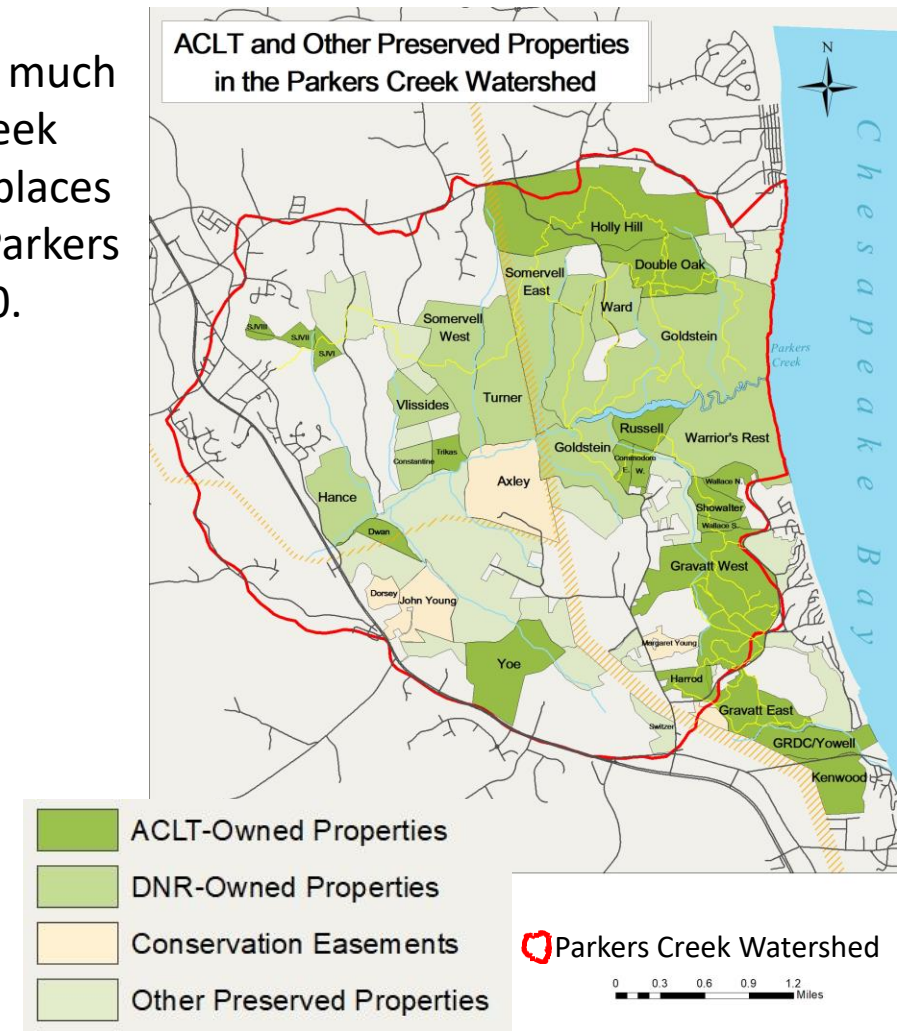 much
eek
places
Parkers
0.
ACLT and Other Preserved Properties
in the Parkers Creek Watershed
N
Chesapeake Bay
Holly Hill
Double Oak
Somervell
East
Ward
Somervell
West
Goldstein
Parkers
Creek
SJVIII
SJVII
SJVI
Turner
Vlissides
Russell
Warrior's Rest
Goldstein
Trikas
Constantine
Commodore
E.
W.
Axley
Wallace N.
Hance
Showalter
Wallace S.
Dwan
Gravatt West
Dorsey
John Young
Margaret Young
Yoe
Harrod
Gravatt East
Switzer
GRDC/Yowell
Kenwood
ACLT-Owned Properties
DNR-Owned Properties
Conservation Easements
Other Preserved Properties
Parkers Creek Watershed
0 0.3 0.6 0.9 1.2
Miles